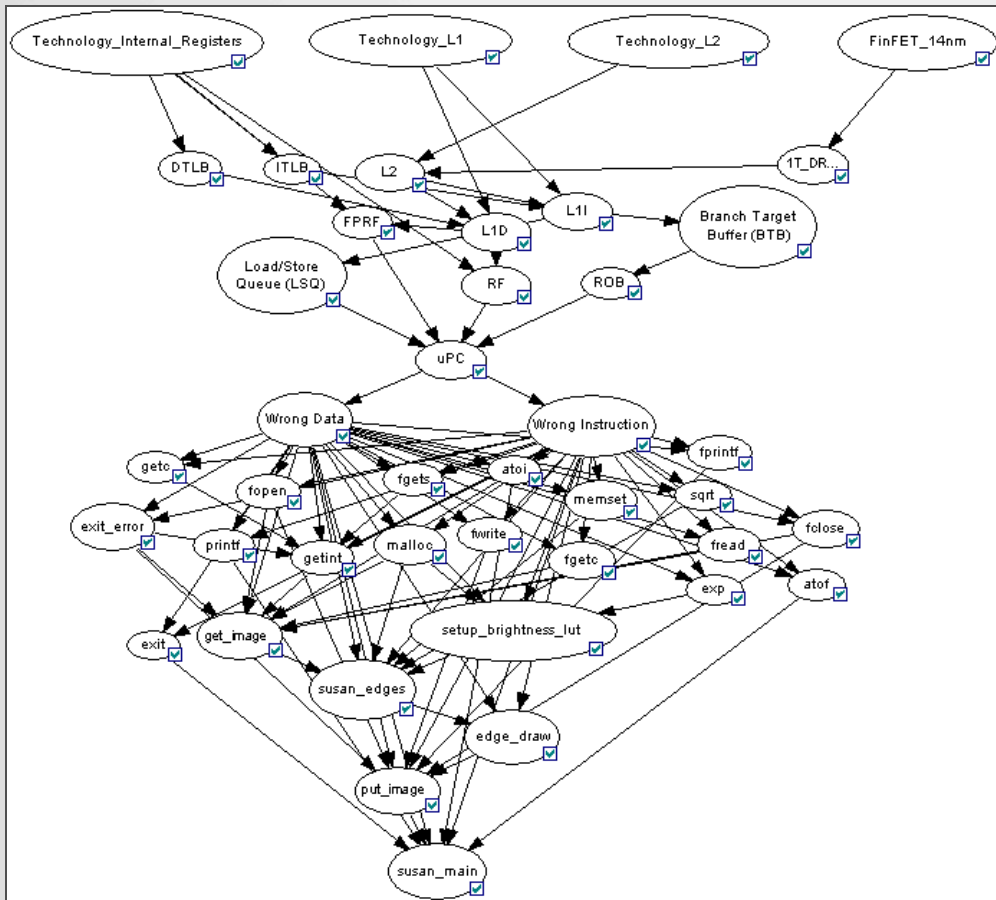 Technology_Internal_Registers
Technology_L1
Technology_L2
FinFET_14nm
DTLB
ITLB
L2
1T_DR...
FPRF
L1D
L1I
Branch Target
Buffer (BTB)
Load/Store
Queue (LSQ)
RF
ROB
uPC
Wrong Data
Wrong Instruction
getc
fopen
fgets
atoi
memset
sqrt
fprintf
exit_error
printf
getint
malloc
fwrite
fgetc
fread
fclose
exp
atof
exit
get_image
setup_brightness_lut
susan_edges
edge_draw
put_image
susan_main